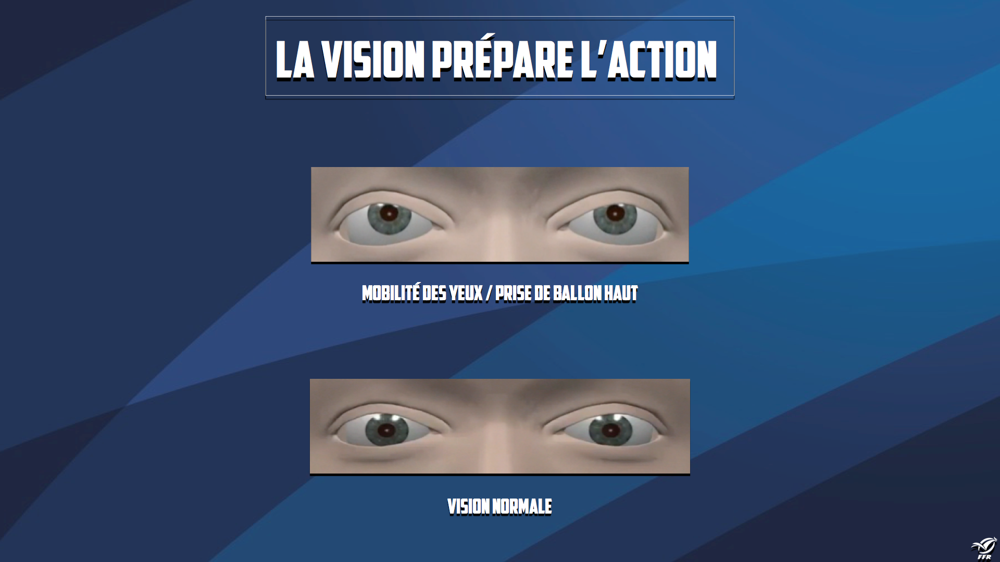 LA VISION PRÉPARE L'ACTION
MOBILITÉ DES YEUX / PRISE DE BALLON HAUT
VISION NORMALE
FFR